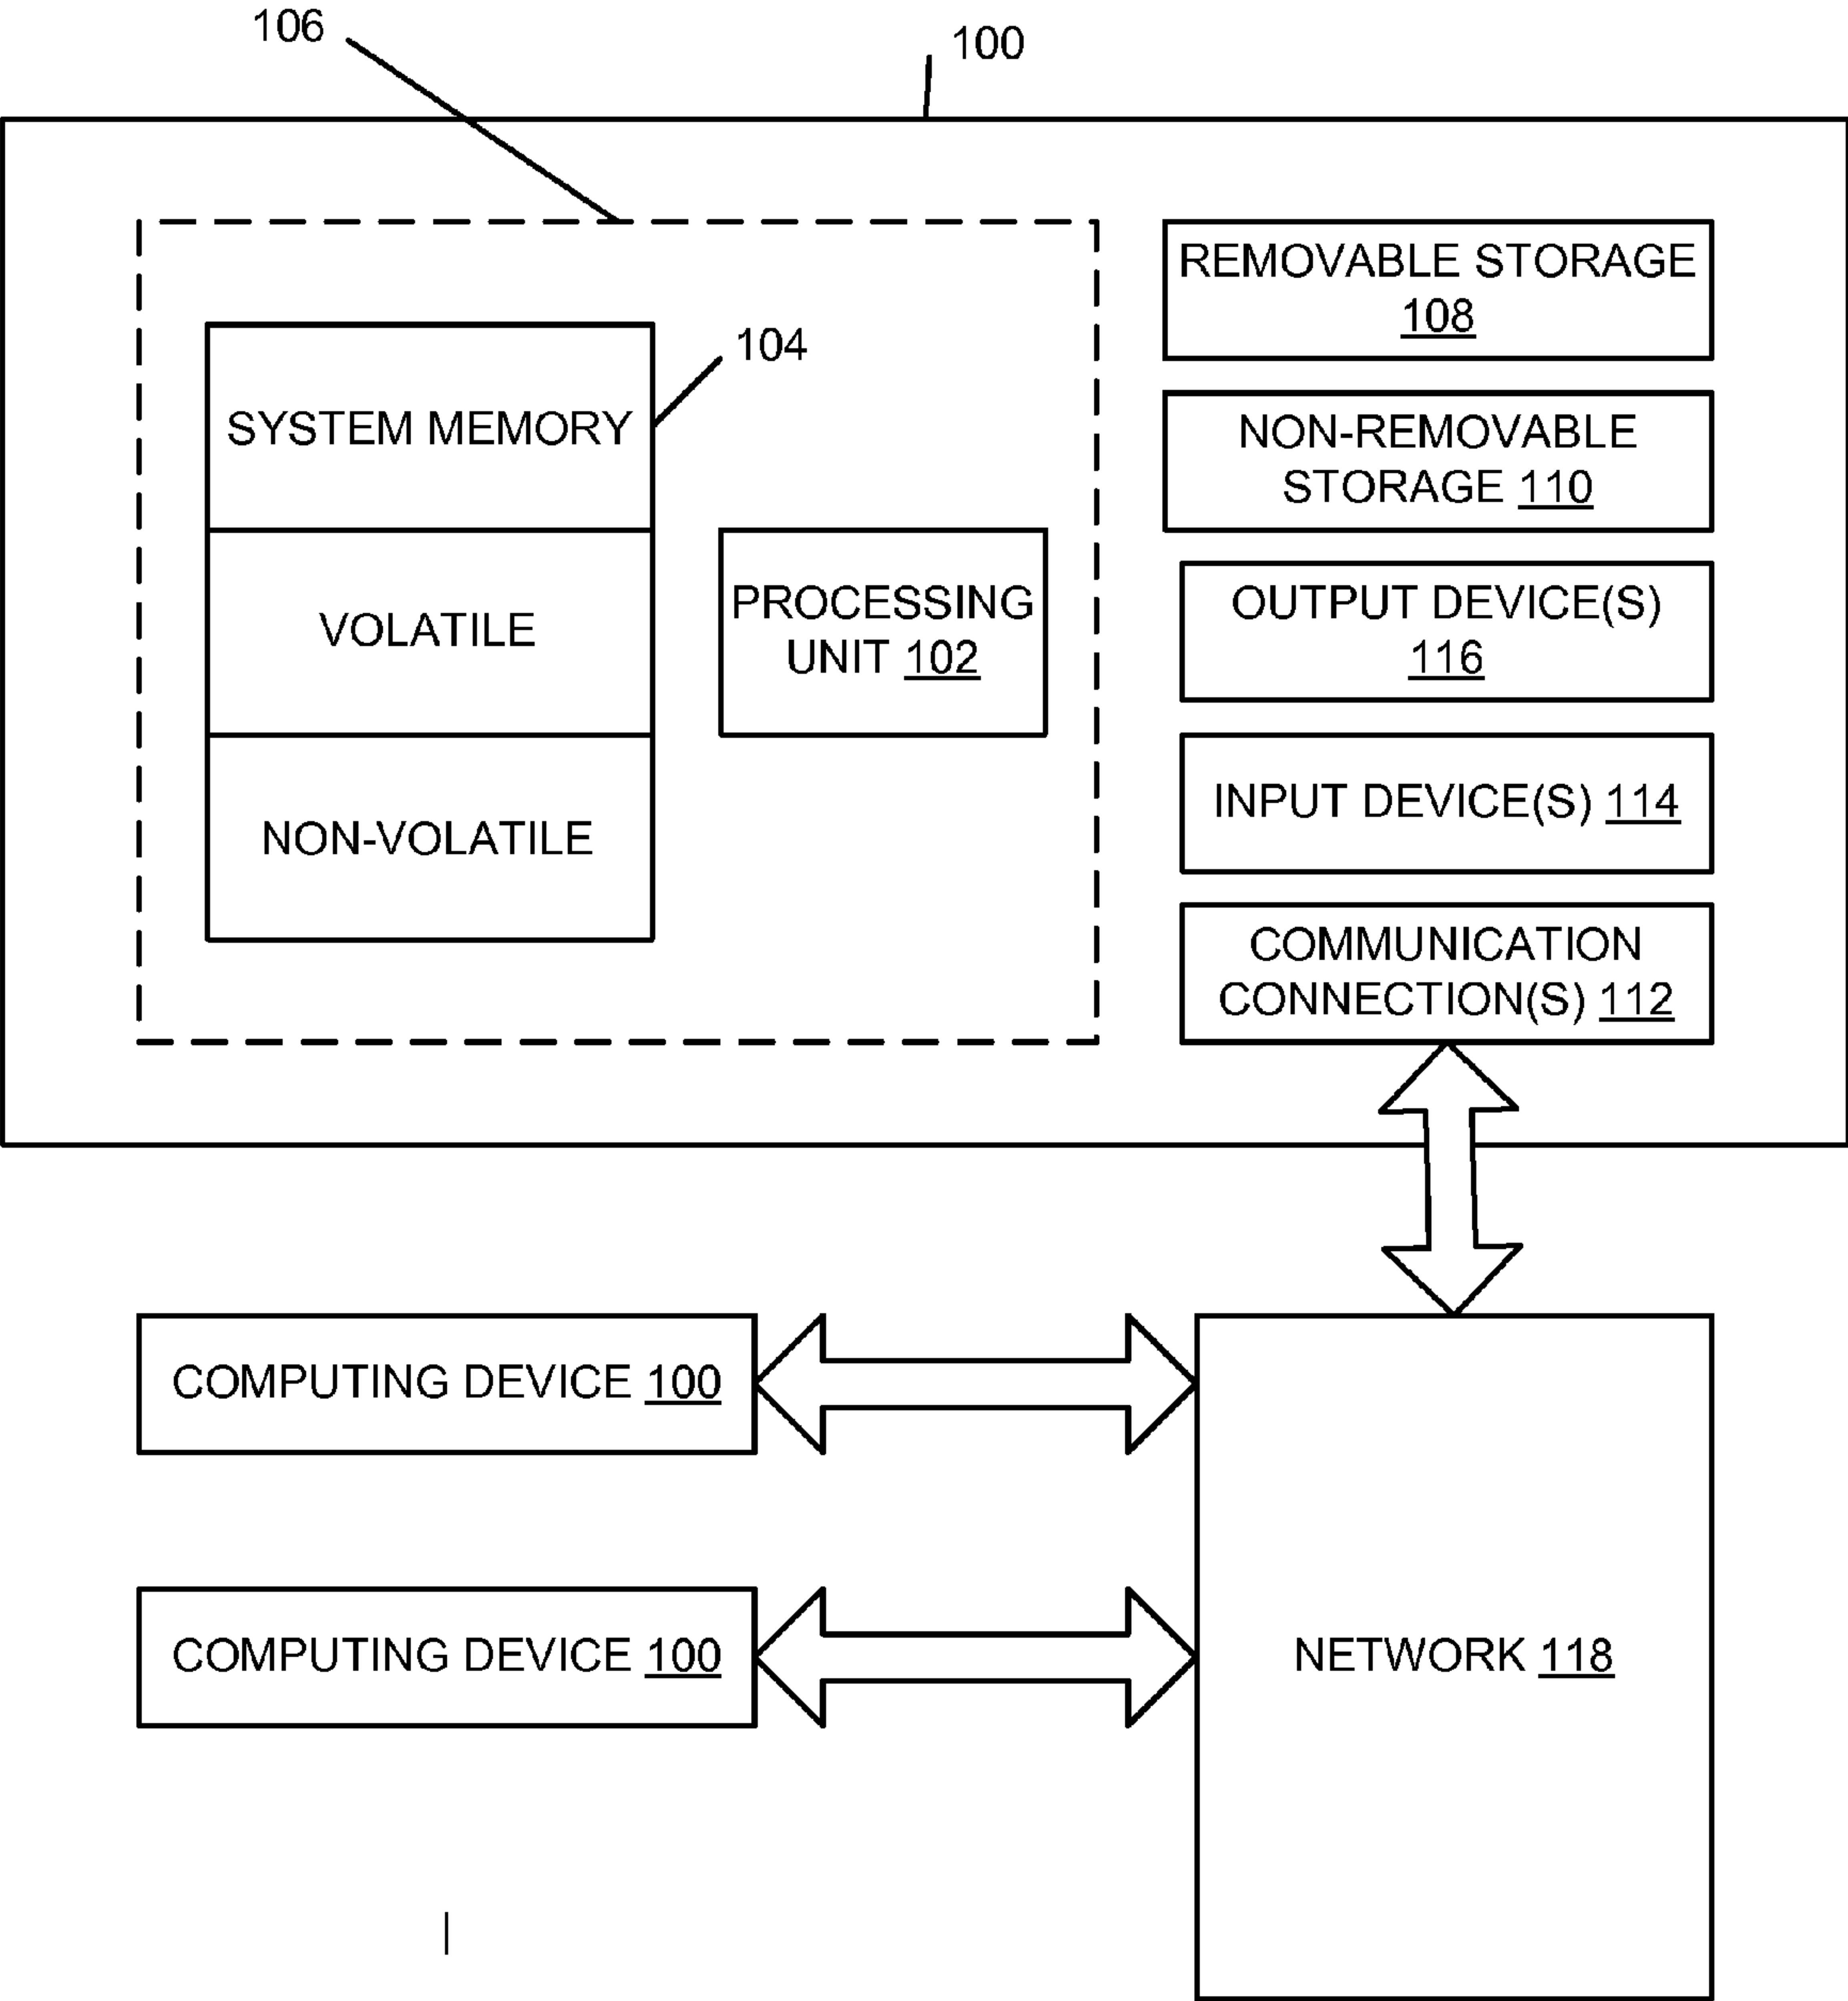 106
100
REMOVABLE STORAGE
108
104
SYSTEM MEMORY
NON-REMOVABLE
STORAGE 110
VOLATILE
PROCESSING
UNIT 102
OUTPUT DEVICE(S)
116
NON-VOLATILE
INPUT DEVICE(S) 114
COMMUNICATION
CONNECTION(S) 112
COMPUTING DEVICE 100
COMPUTING DEVICE 100
NETWORK 118